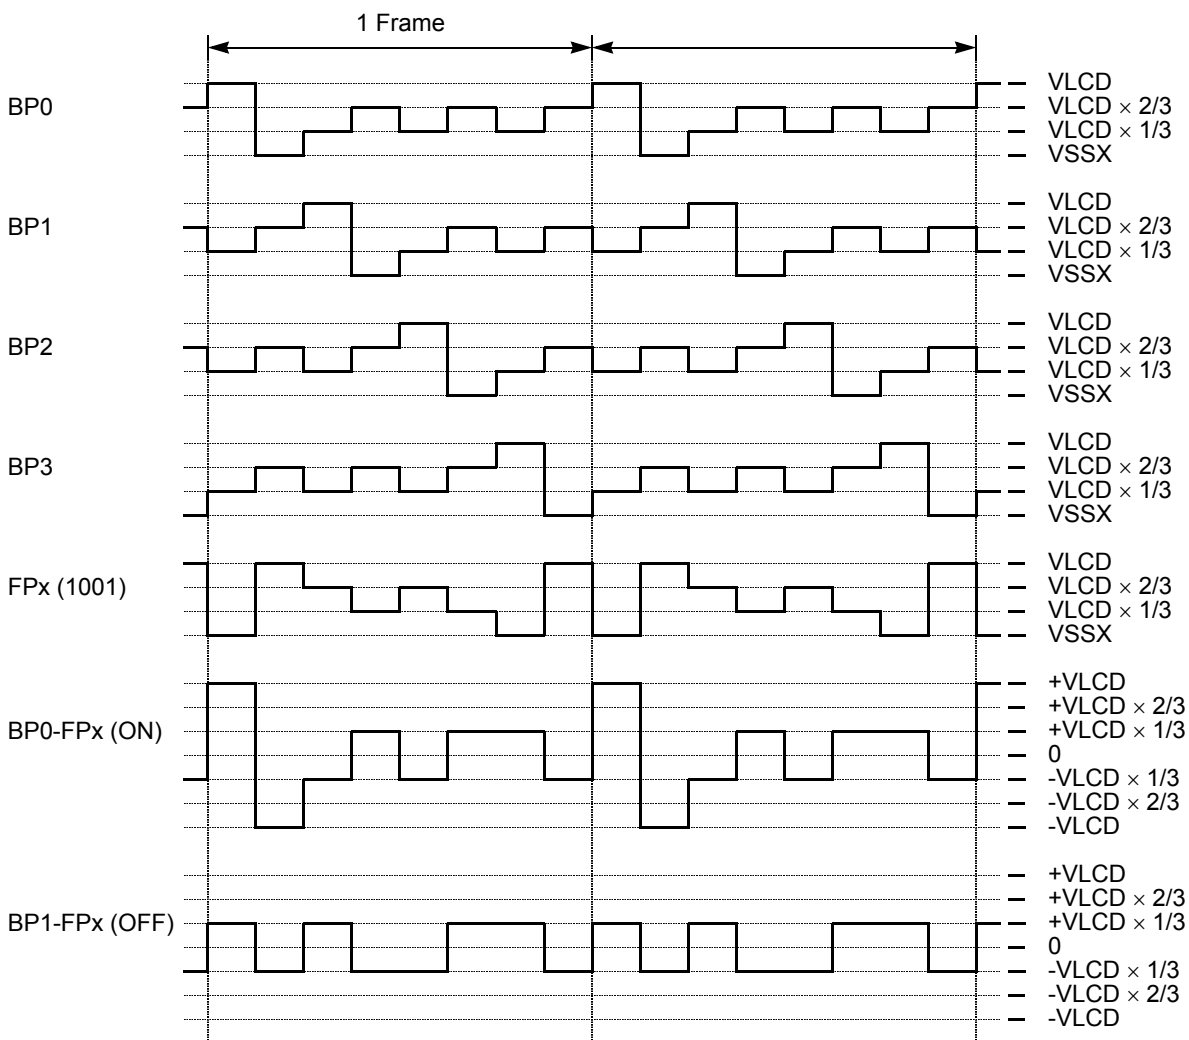 1 Frame
BP0
VLCD
VLCD × 2/3
VLCD × 1/3
VSSX
BP1
VLCD
VLCD × 2/3
VLCD × 1/3
VSSX
BP2
VLCD
VLCD × 2/3
VLCD × 1/3
VSSX
BP3
VLCD
VLCD × 2/3
VLCD × 1/3
VSSX
FPx (1001)
VLCD
VLCD × 2/3
VLCD × 1/3
VSSX
BP0-FPx (ON)
+VLCD
+VLCD × 2/3
+VLCD × 1/3
0
-VLCD × 1/3
-VLCD × 2/3
-VLCD
BP1-FPx (OFF)
+VLCD
+VLCD × 2/3
+VLCD × 1/3
0
-VLCD × 1/3
-VLCD × 2/3
-VLCD